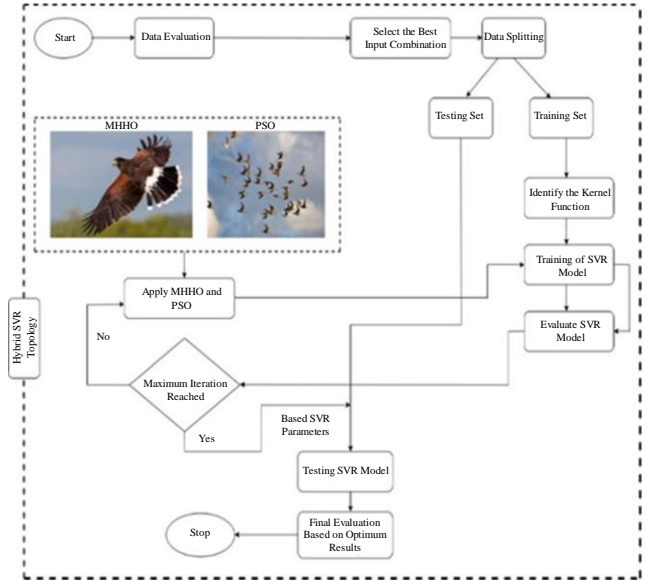 Start
Data Evaluation
Select the Best
Input Combination
Data Splitting
Testing Set
Training Set
MHHO
PSO
Identify the Kernel
Function
Training of SVR
Model
Apply MHHO and
PSO
Evaluate SVR
Model
Hybrid SVR
Topology
No
Maximum Iteration
Reached
Yes
Based SVR
Parameters
Testing SVR Model
Final Evaluation
Based on Optimum
Results
Stop